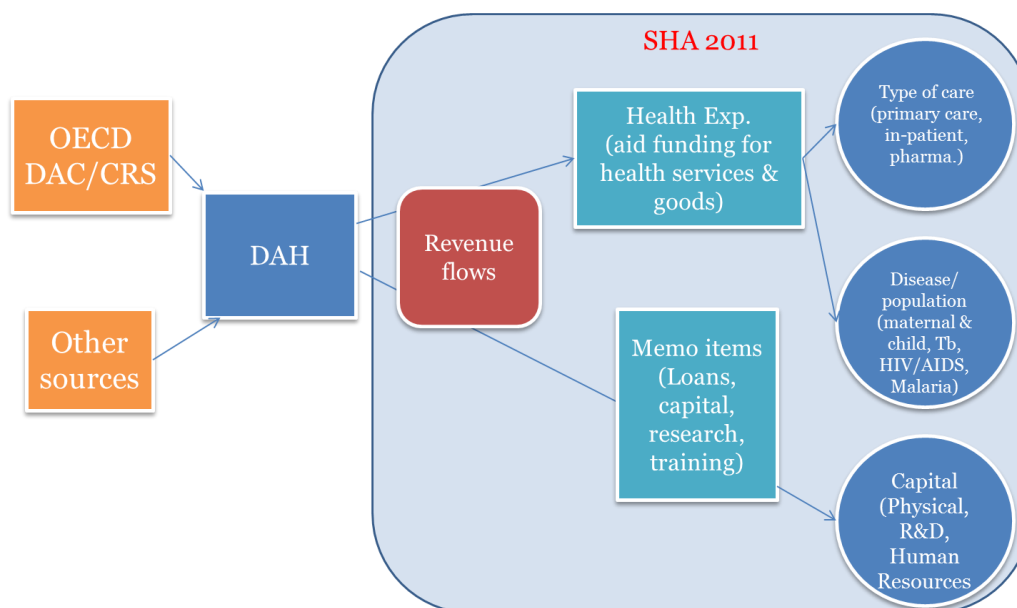 SHA 2011
OECD
DAC/CRS
Other
sources
DAH
Revenue
flows
Health Exp.
(aid funding for
health services &
goods)
Memo items
(Loans,
capital,
research,
training)
Type of care
(primary care,
in-patient,
pharma.)
Disease/
population
(maternal &
child, Tb,
HIV/AIDS,
Malaria)
Capital
(Physical,
R&D,
Human
Resources